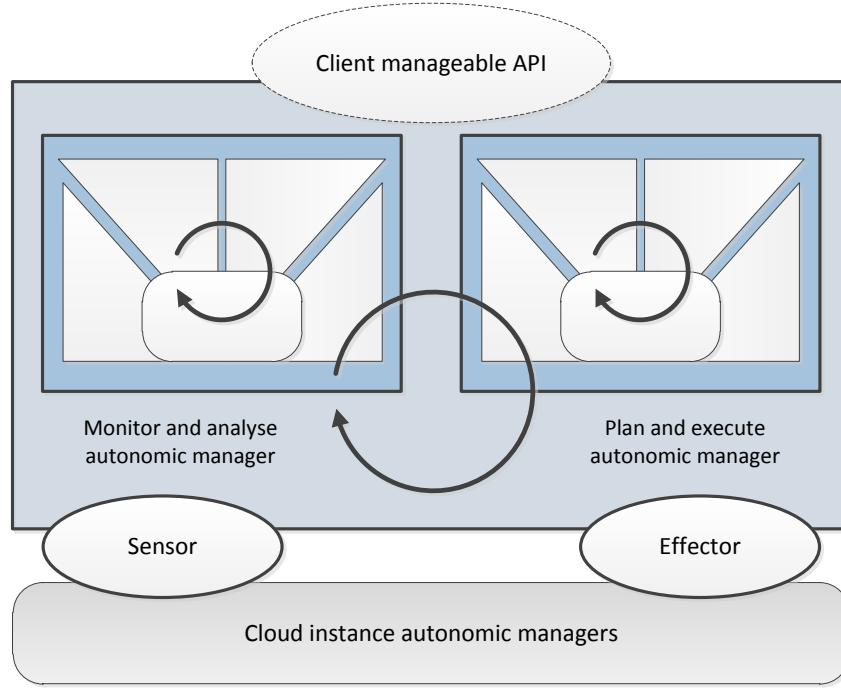 Client manageable API
Monitor and analyse
autonomic manager
Plan and execute
autonomic manager
Sensor
Effector
Cloud instance autonomic managers